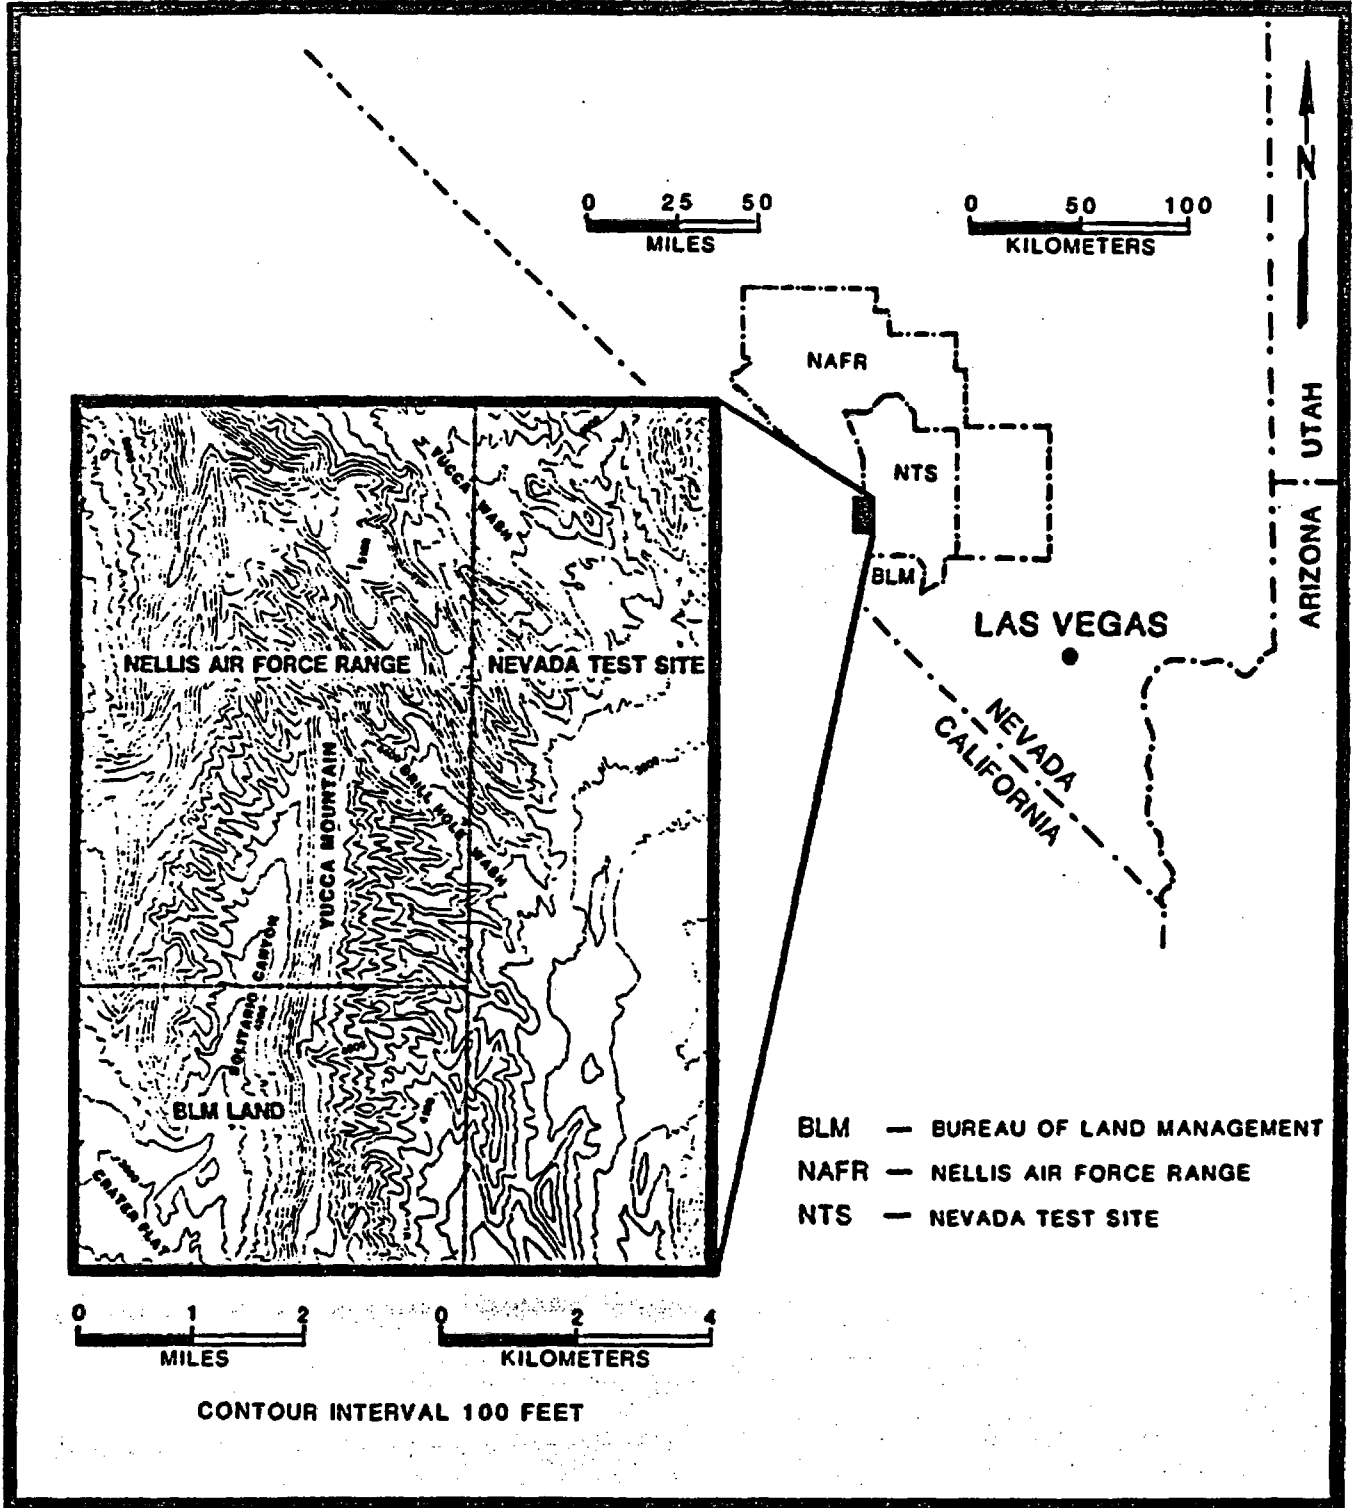 0 25 50
MILES
0 50 100
KILOMETERS
N
UTAH
ARIZONA
NAFR
NTS
BLM
LAS VEGAS
NEVADA
CALIFORNIA
YUCCA WASH
NELLIS AIR FORCE RANGE
NEVADA TEST SITE
YUCCA MOUNTAIN
DRILL HOLE WASH
5000
SOLITARIO CANYON
BLM LAND
CRATER FLAT
BLM — BUREAU OF LAND MANAGEMENT
NAFR — NELLIS AIR FORCE RANGE
NTS — NEVADA TEST SITE
0 1 2
MILES
0 2 4
KILOMETERS
CONTOUR INTERVAL 100 FEET